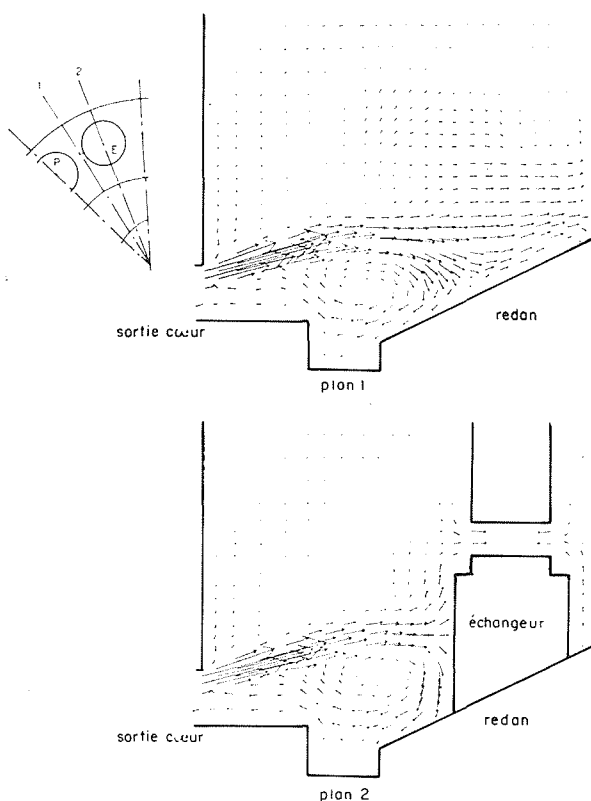 1
2
P
E
sortie cœur
redan
plan 1
échangeur
sortie cœur
redan
plan 2